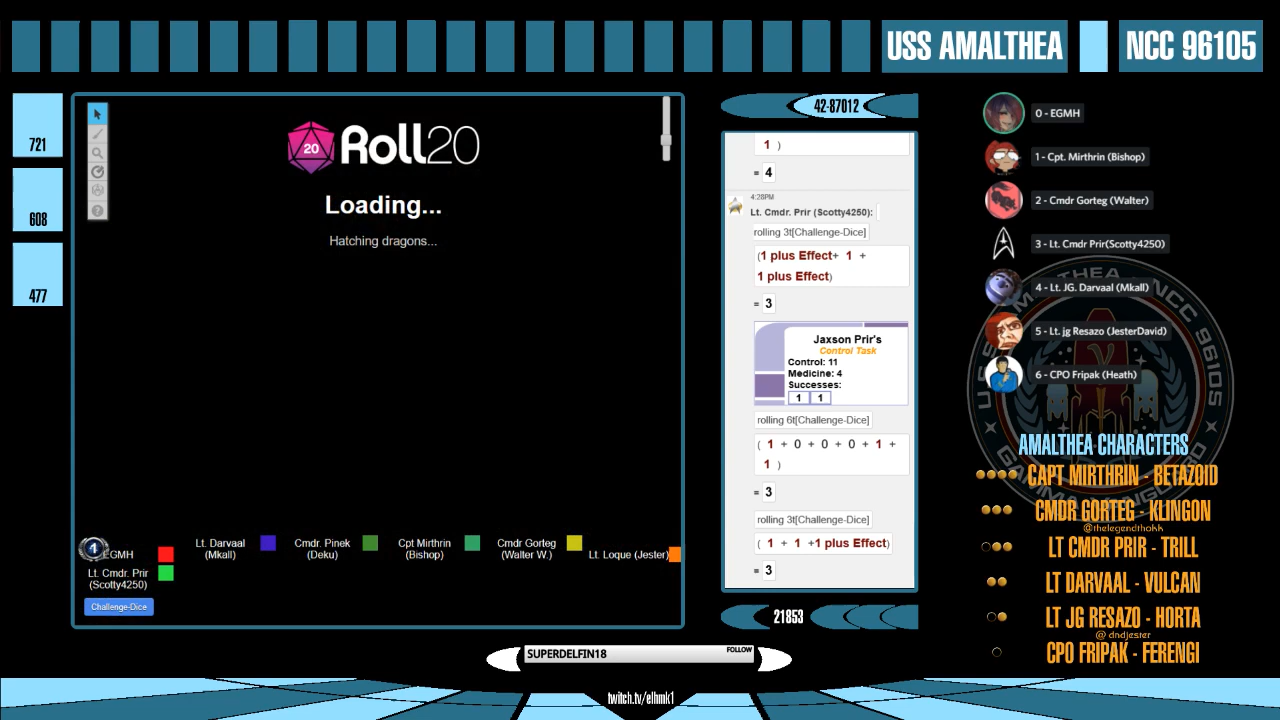 USS AMALTHEA
NCC 96105
721
608
477
20
Roll20
Loading...
Hatching dragons...
EGMH
Lt. Darvaal
(Mkall)
Cmdr. Pinek
(Deku)
Cpt Mirthrin
(Bishop)
Cmdr Gorteg
(Walter W.)
Lt. Loque (Jester)
Lt. Cmdr. Prir
(Scotty4250)
Challenge-Dice
42-87012
1 )
= 4
4:28PM
Lt. Cmdr. Prir (Scotty4250):
rolling 3t[Challenge-Dice]
(1 plus Effect+ 1 +
1 plus Effect)
= 3
Jaxson Prir's
Control Task
Control: 11
Medicine: 4
Successes:
1 1
rolling 6t[Challenge-Dice]
( 1 + 0 + 0 + 0 + 1 +
1 )
= 3
rolling 3t[Challenge-Dice]
( 1 + 1 +1 plus Effect)
= 3
21853
0 - EGMH
1 - Cpt. Mirthrin (Bishop)
2 - Cmdr Gorteg (Walter)
3 - Lt. Cmdr Prir(Scotty4250)
4 - Lt. JG. Darvaal (Mkall)
5 - Lt. jg Resazo (JesterDavid)
6 - CPO Fripak (Heath)
AMALTHEA CHARACTERS
CAPT MIRTHRIN - BETAZOID
CMDR GORTEG - KLINGON
@thelegendthokk
LT CMDR PRIR - TRILL
LT DARVAAL - VULCAN
LT JG RESAZO - HORTA
@ dndjester
CPO FRIPAK - FERENGI
SUPERDELFIN18
FOLLOW
twitch.tv/elhmk1